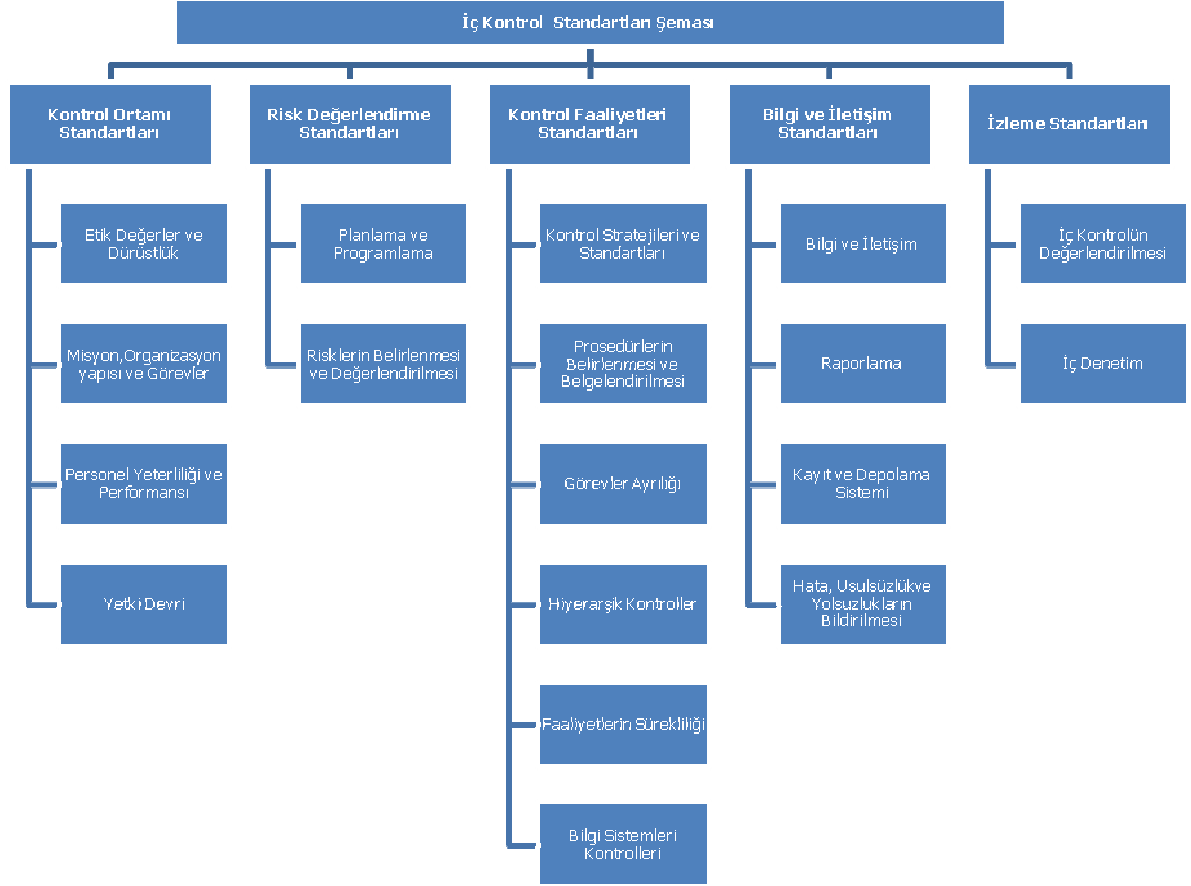 İç Kontrol Standartları Şeması
Kontrol Ortamı
Standartları
Etik Değerler ve
Dürüstlük
Misyon,Organizasyon
yapısı ve Görevler
Personel Yeterliliği ve
Performansı
Yetki Devri
Risk Değerlendirme
Standartları
Planlama ve
Programlama
Risklerin Belirlenmesi
ve Değerlendirilmesi
Kontrol Faaliyetleri
Standartları
Kontrol Stratejileri ve
Standartları
Prosedürlerin
Belirlenmesi ve
Belgelendirilmesi
Görevler Ayrılığı
Hiyerarşik Kontroller
Faaliyetlerin Sürekliliği
Bilgi Sistemleri
Kontrolleri
Bilgi ve İletişim
Standartları
Bilgi ve İletişim
Raporlama
Kayıt ve Depolama
Sistemi
Hata, Usulsüzlükve
Yolsuzlukların
Bildirilmesi
İzleme Standartları
İç Kontrolün
Değerlendirilmesi
İç Denetim